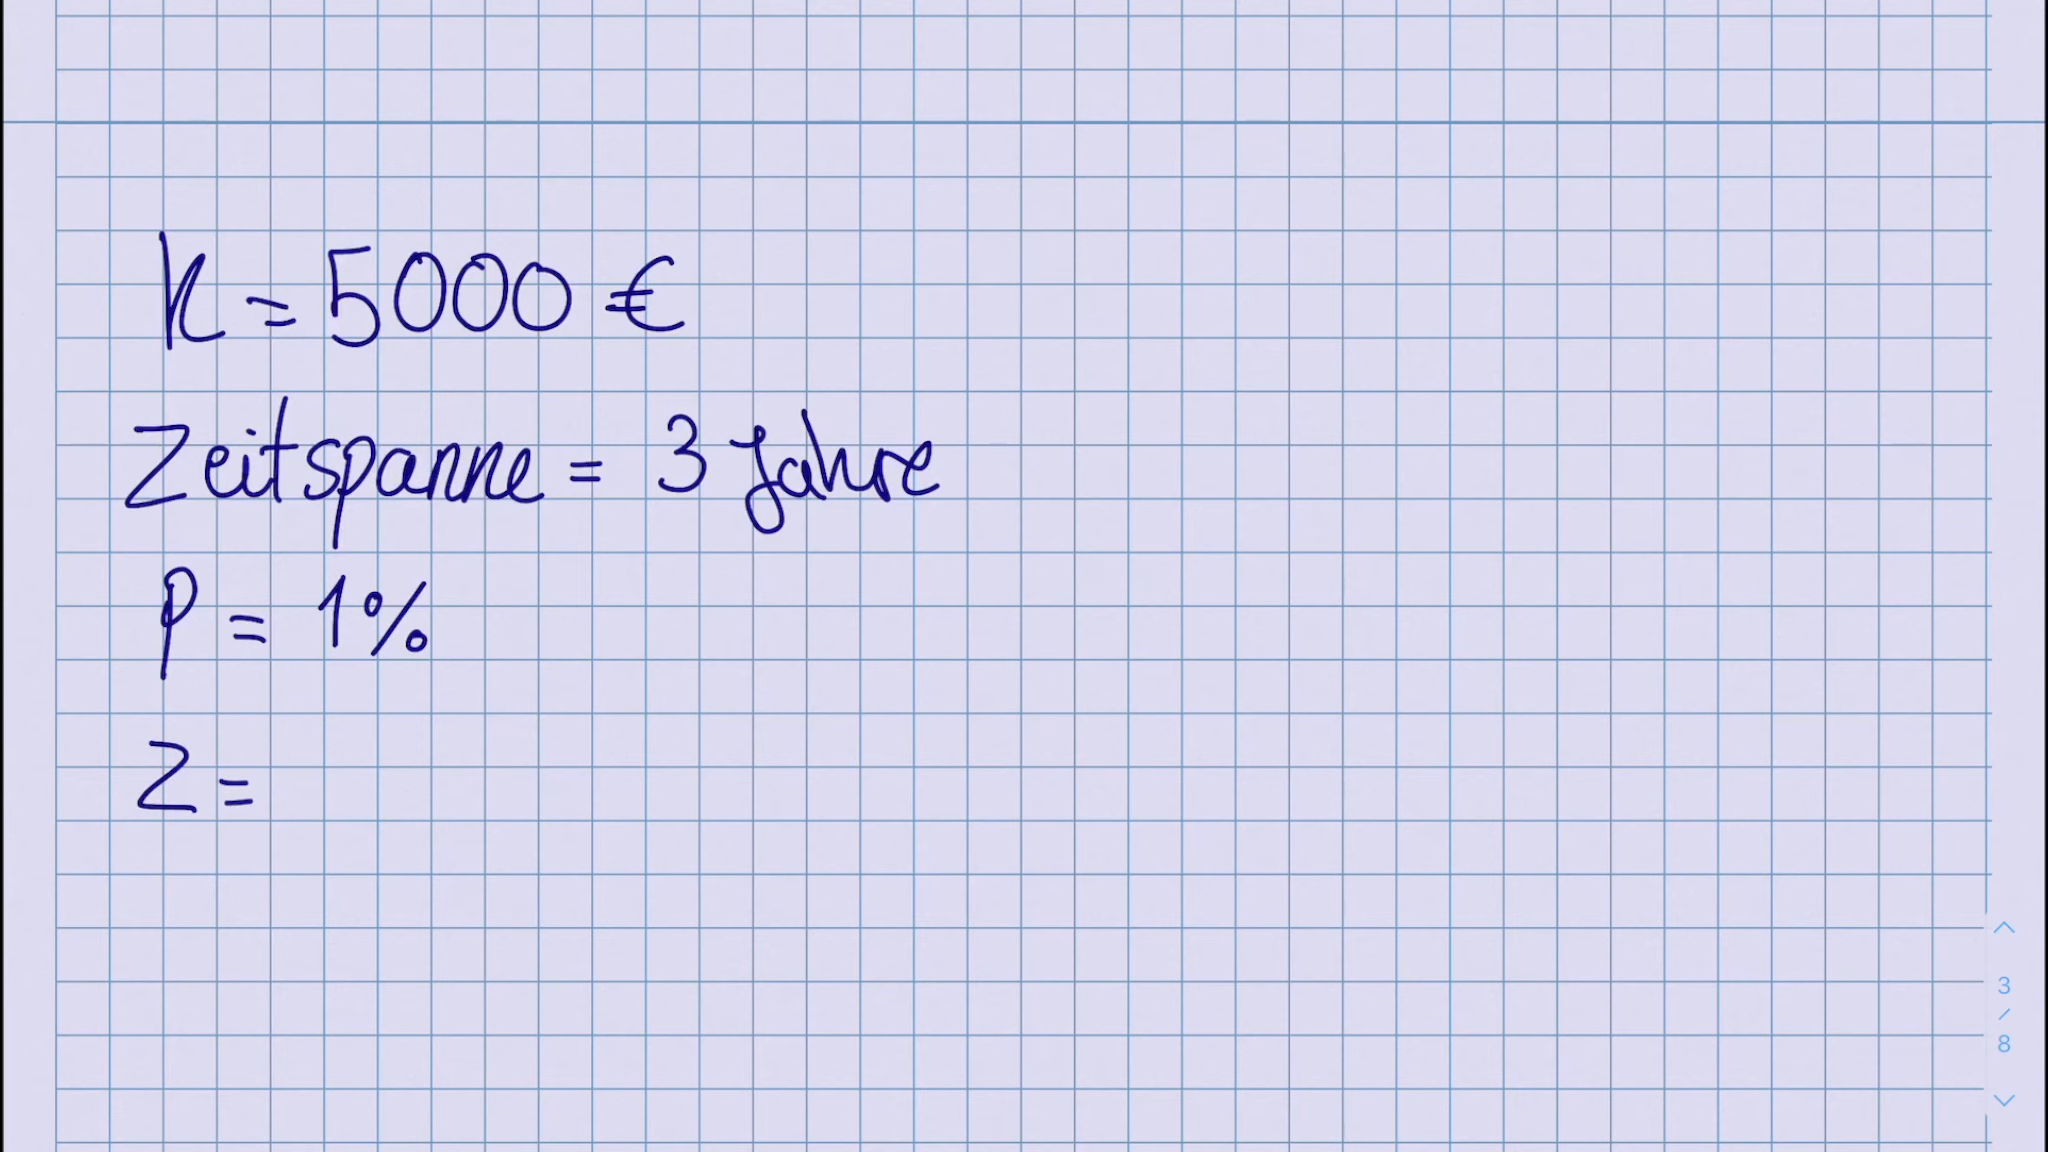 K = 5000 €
Zeitspanne = 3 Jahre
P = 1%
Z =
3
/
8